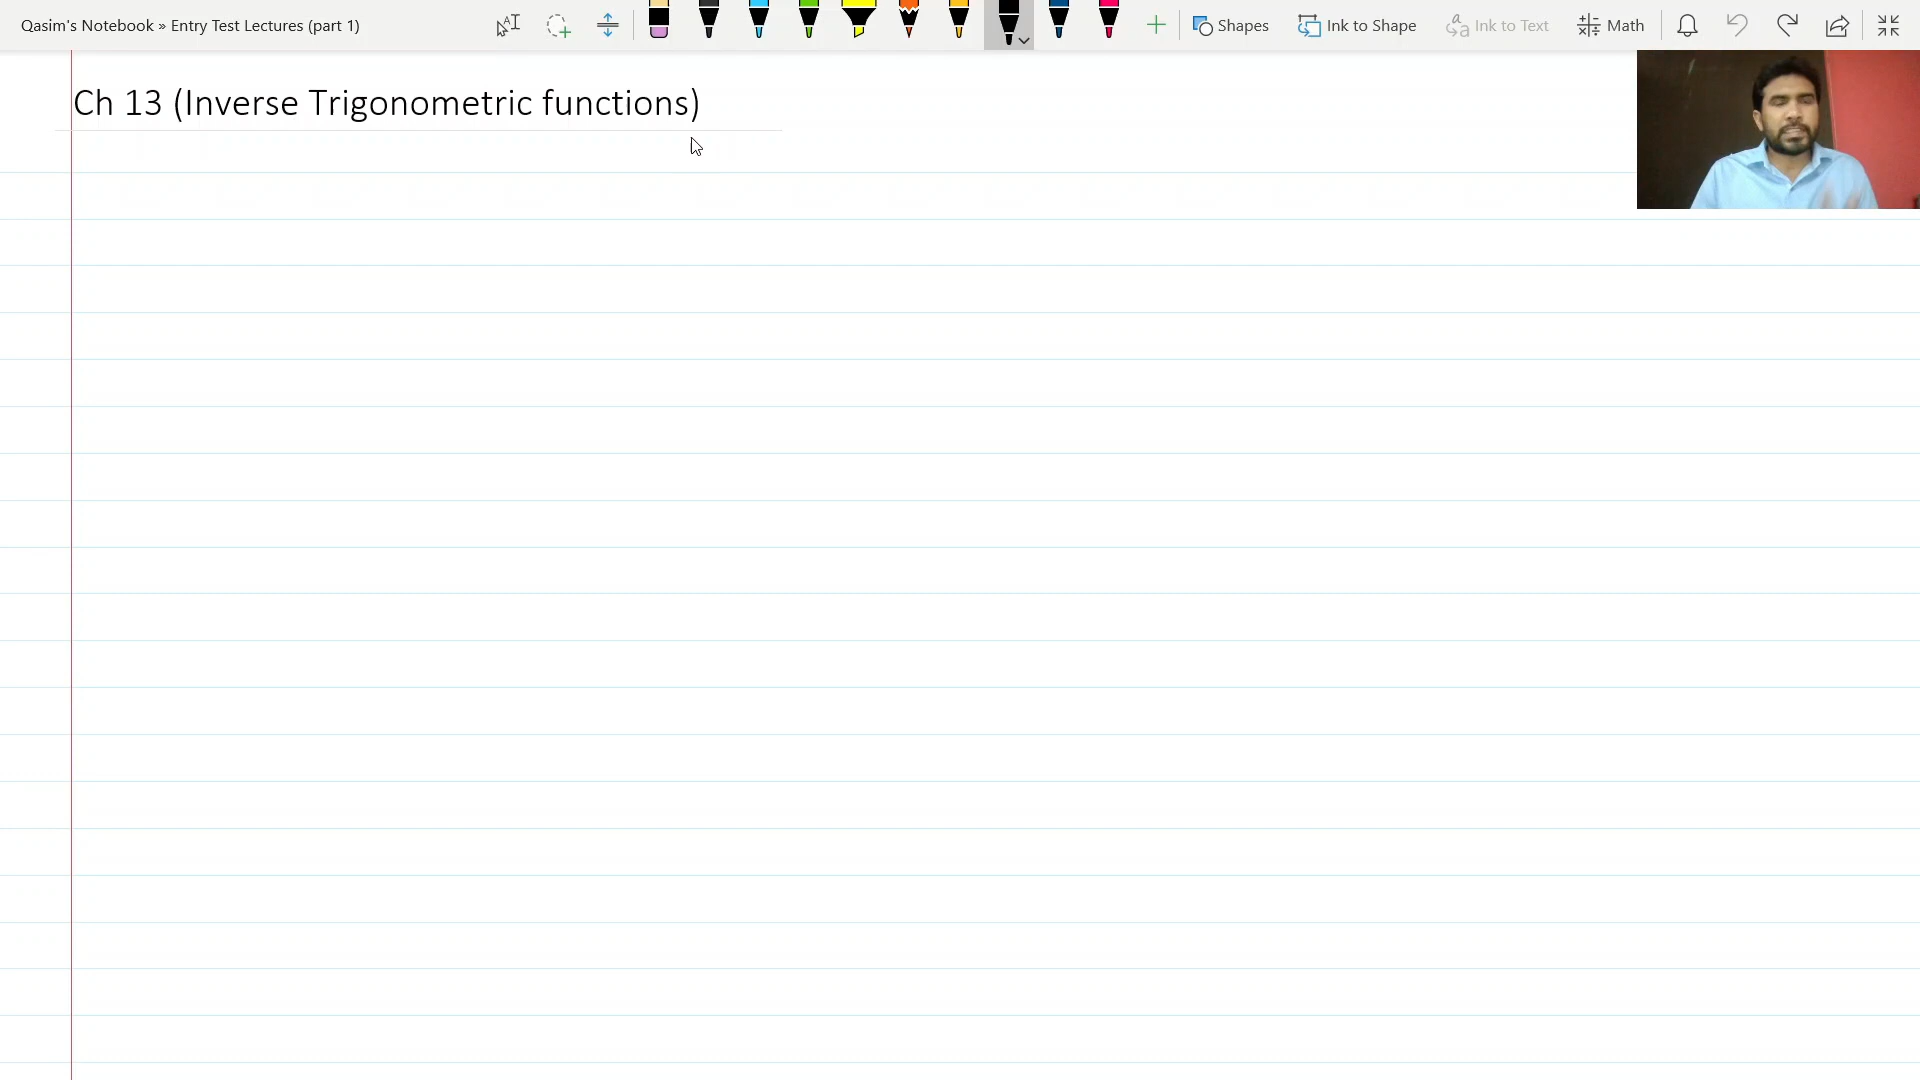 Qasim's Notebook » Entry Test Lectures (part 1)
Shapes
Ink to Shape
Ink to Text
Math
Ch 13 (Inverse Trigonometric functions)